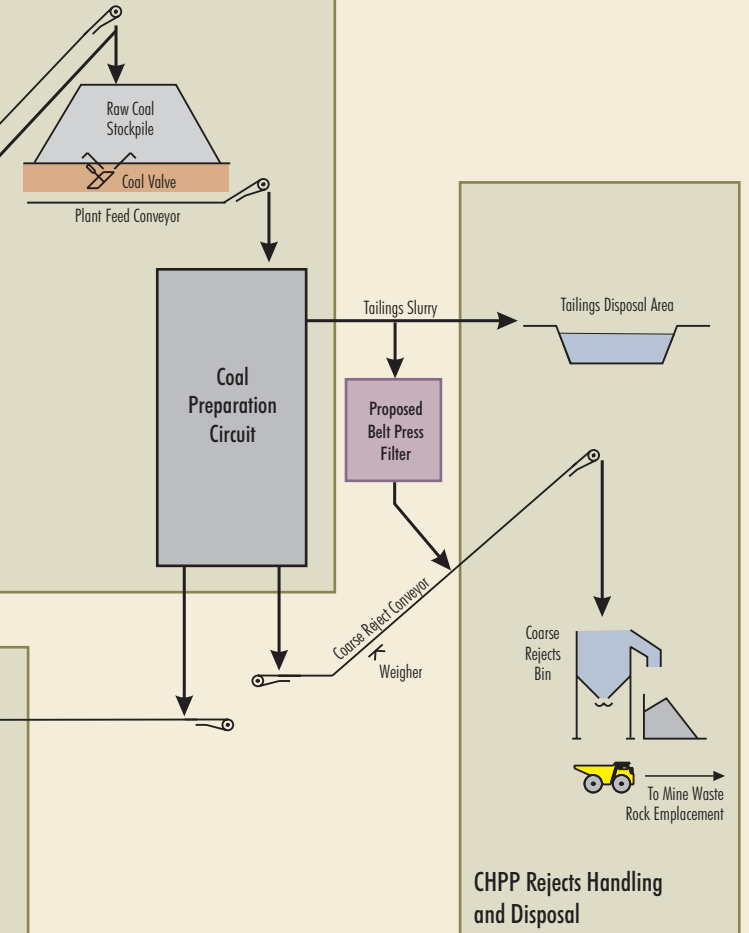 Raw Coal
Stockpile
Coal Valve
Plant Feed Conveyor
Tailings Slurry
Tailings Disposal Area
Coal
Preparation
Circuit
Proposed
Belt Press
Filter
Coarse Reject Conveyor
Weigher
Coarse
Rejects
Bin
To Mine Waste
Rock Emplacement
CHPP Rejects Handling
and Disposal